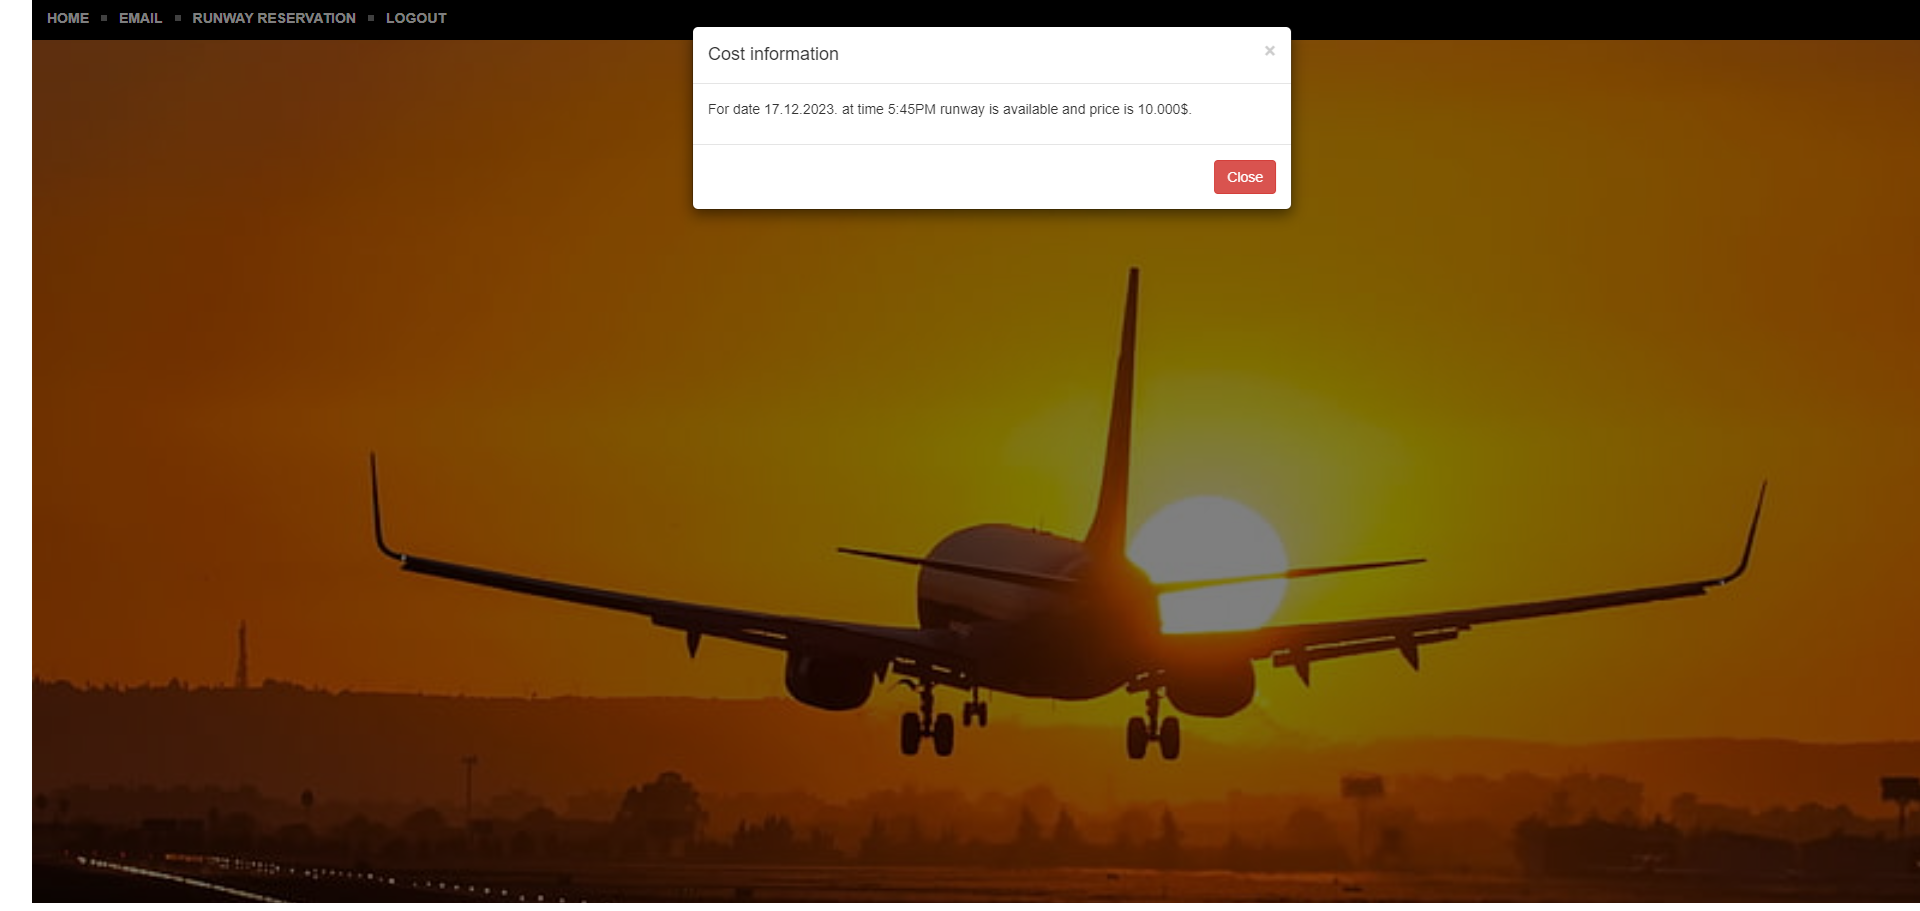 HOME EMAIL RUNWAY RESERVATION LOGOUT
Cost information ×
For date 17.12.2023. at time 5:45PM runway is available and price is 10.000$.
Close